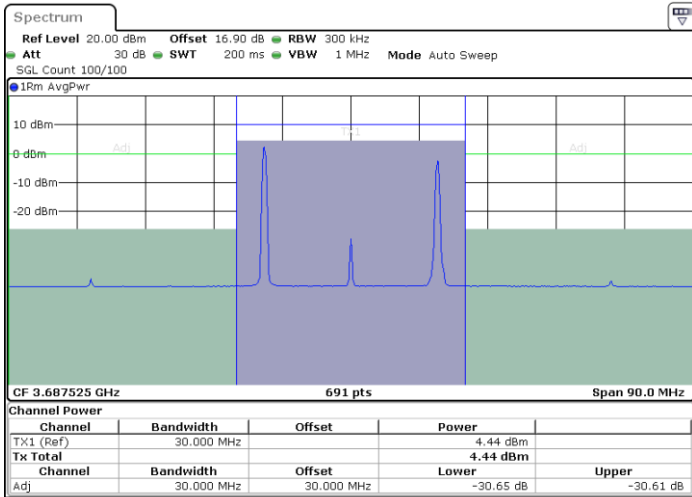 Spectrum
Ref Level 20.00 dBm Offset 16.90 dB RBW 300 kHz
Att 30 dB SWT 200 ms VBW 1 MHz Mode Auto Sweep
SGL Count 100/100
1Rm AvgPwr
10 dBm
TX1
Adj
Adj
0 dBm
-10 dBm
-20 dBm
CF 3.687525 GHz 691 pts Span 90.0 MHz
Channel Power
Channel Bandwidth Offset Power
TX1 (Ref) 30.000 MHz 4.44 dBm
Tx Total 4.44 dBm
Channel Bandwidth Offset Lower Upper
Adj 30.000 MHz 30.000 MHz -30.65 dB -30.61 dB